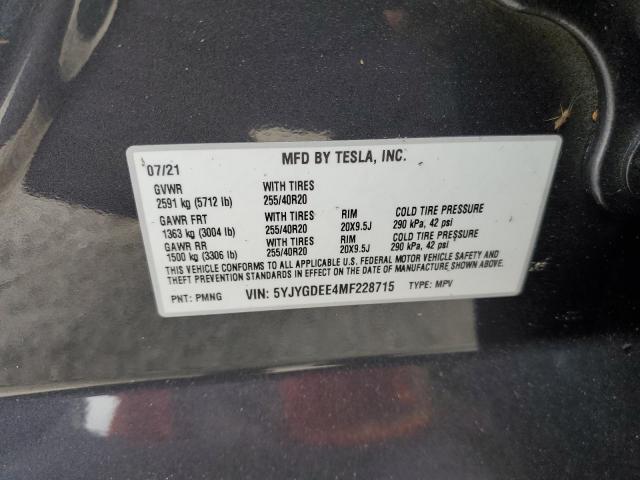 MFD BY TESLA, INC.
07/21
GVWR WITH TIRES
2591 kg (5712 lb) 255/40R20
GAWR FRT WITH TIRES RIM COLD TIRE PRESSURE
1363 kg (3004 lb) 255/40R20 20X9.5J 290 kPa, 42 psi
GAWR RR WITH TIRES RIM COLD TIRE PRESSURE
1500 kg (3306 lb) 255/40R20 20X9.5J 290 kPa, 42 psi
THIS VEHICLE CONFORMS TO ALL APPLICABLE U.S. FEDERAL MOTOR VEHICLE SAFETY AND
THEFT PREVENTION STANDARDS IN EFFECT ON THE DATE OF MANUFACTURE SHOWN ABOVE.
PNT: PMNG VIN: 5YJYGDEE4MF228715 TYPE: MPV